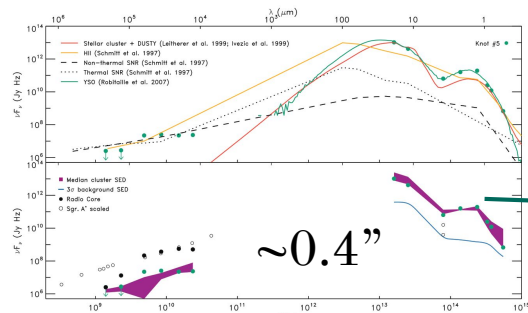 λ (μm)
10⁶ 10⁴ 100 1
10¹⁴
10¹²
10¹⁰
10⁸
10⁶
νFν (Jy Hz)
Stellar cluster + DUSTY (Leitherer et al. 1999; Ivezic et al. 1999)
HII (Schmitt et al. 1997)
Non-thermal SNR (Schmitt et al. 1997)
Thermal SNR (Schmitt et al. 1997)
YSO (Robitaille et al. 2007)
Knot #5
10¹⁴
10¹²
10¹⁰
10⁸
10⁶
νFν (Jy Hz)
Median cluster SED
3σ background SED
Radio Core
Sgr. A* scaled
~0.4”
10⁹ 10¹⁰ 10¹¹ 10¹² 10¹³ 10¹⁴ 10¹⁵